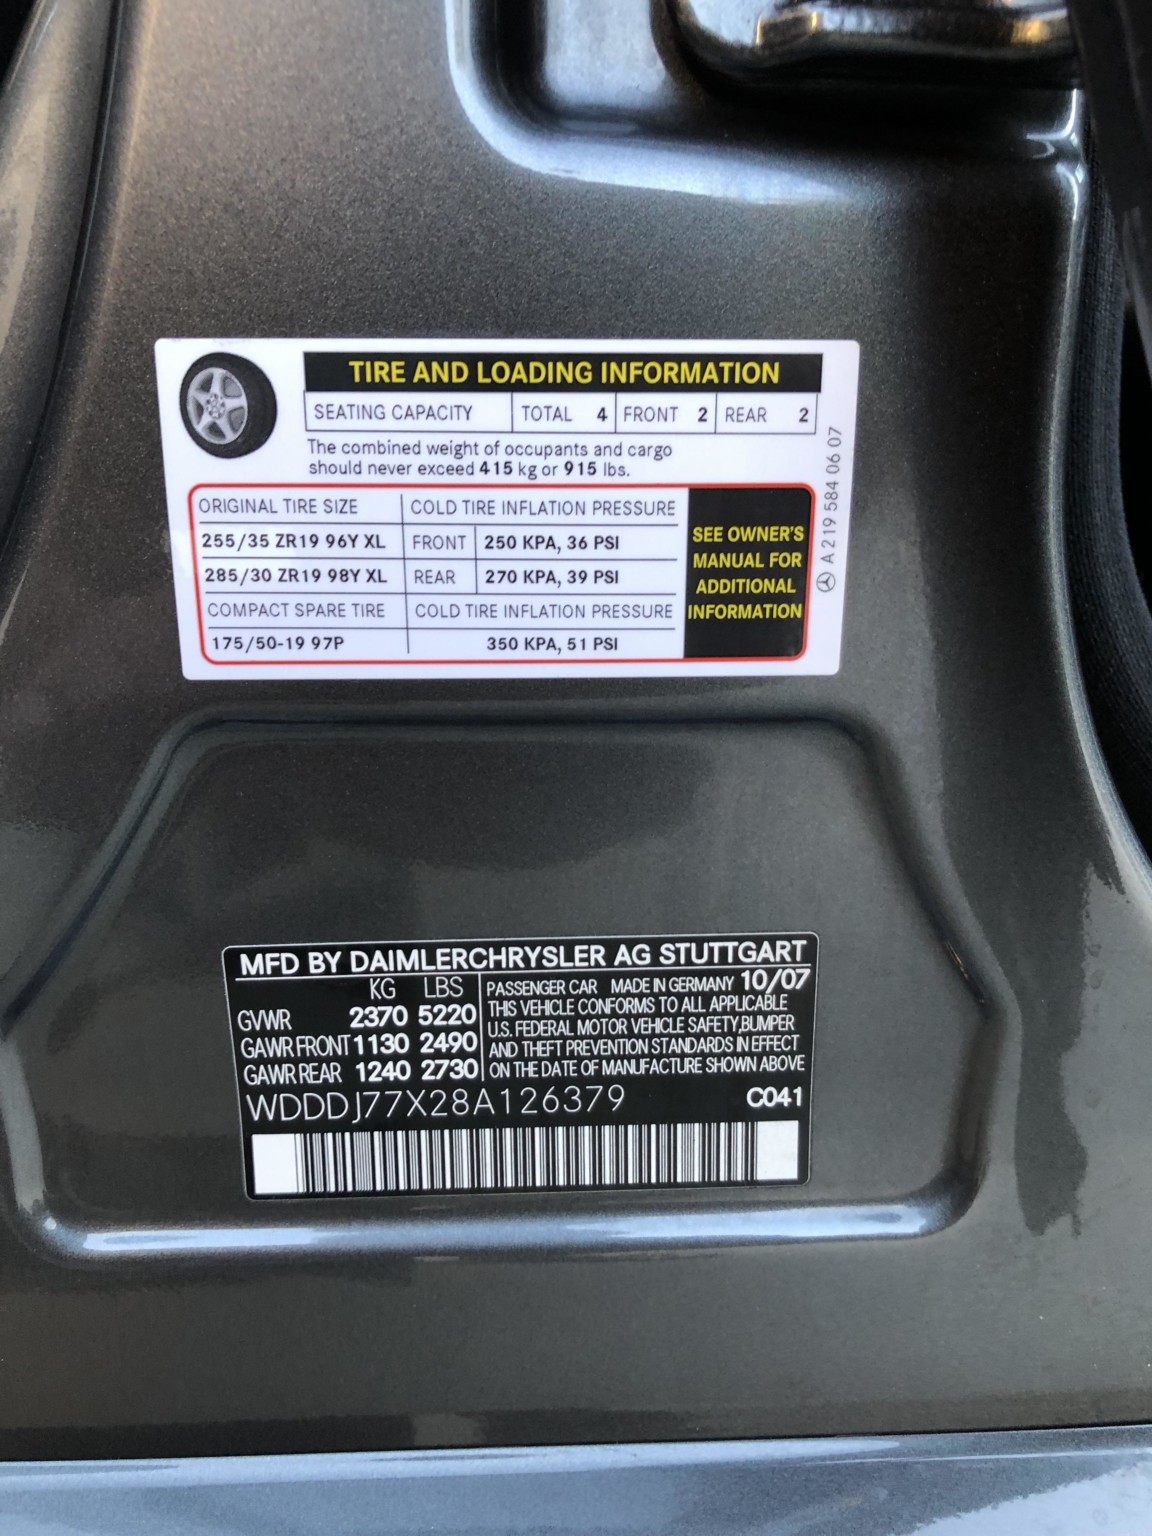 TIRE AND LOADING INFORMATION
SEATING CAPACITY TOTAL 4 FRONT 2 REAR 2
The combined weight of occupants and cargo
should never exceed 415 kg or 915 lbs.
ORIGINAL TIRE SIZE COLD TIRE INFLATION PRESSURE
255/35 ZR19 96Y XL FRONT 250 KPA, 36 PSI
285/30 ZR19 98Y XL REAR 270 KPA, 39 PSI
COMPACT SPARE TIRE COLD TIRE INFLATION PRESSURE
175/50-19 97P 350 KPA, 51 PSI
SEE OWNER'S
MANUAL FOR
ADDITIONAL
INFORMATION
A 219 584 06 07
MFD BY DAIMLERCHRYSLER AG STUTTGART
KG LBS
GVWR 2370 5220
GAWR FRONT 1130 2490
GAWR REAR 1240 2730
PASSENGER CAR MADE IN GERMANY 10/07
THIS VEHICLE CONFORMS TO ALL APPLICABLE
U.S. FEDERAL MOTOR VEHICLE SAFETY,BUMPER
AND THEFT PREVENTION STANDARDS IN EFFECT
ON THE DATE OF MANUFACTURE SHOWN ABOVE
WDDDJ77X28A126379 C041